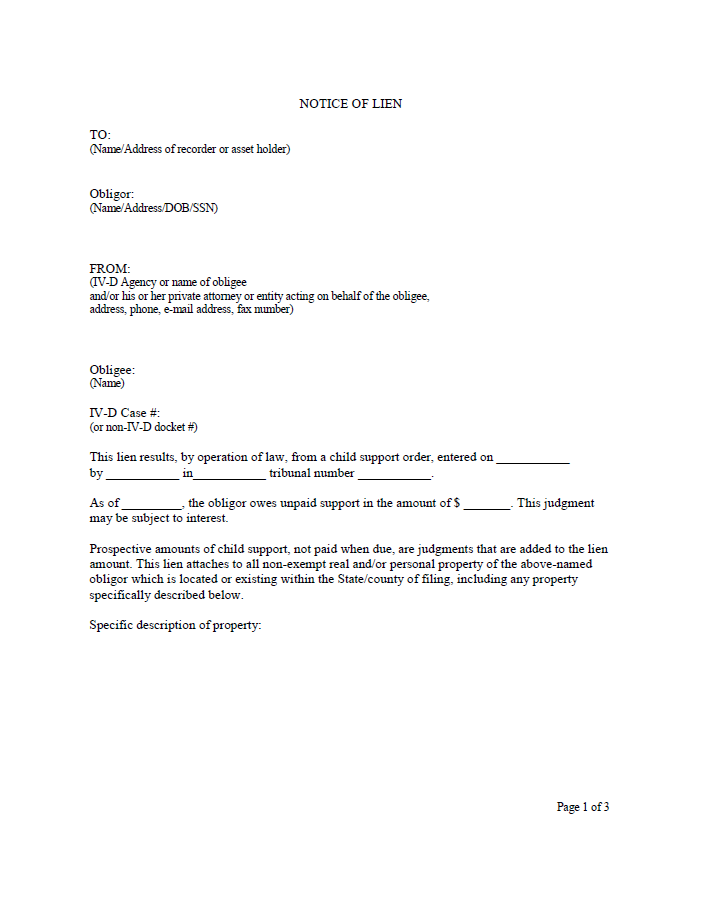 NOTICE OF LIEN
TO:
(Name/Address of recorder or asset holder)
Obligor:
(Name/Address/DOB/SSN)
FROM:
(IV-D Agency or name of obligee
and/or his or her private attorney or entity acting on behalf of the obligee,
address, phone, e-mail address, fax number)
Obligee:
(Name)
IV-D Case #:
(or non-IV-D docket #)
This lien results, by operation of law, from a child support order, entered on ____________
by ____________ in____________ tribunal number ____________.
As of __________, the obligor owes unpaid support in the amount of $ ________. This judgment
may be subject to interest.
Prospective amounts of child support, not paid when due, are judgments that are added to the lien
amount. This lien attaches to all non-exempt real and/or personal property of the above-named
obligor which is located or existing within the State/county of filing, including any property
specifically described below.
Specific description of property:
Page 1 of 3